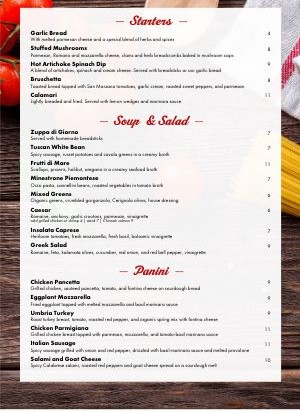 Starters
Garlic Bread 4
With melted parmesan cheese and a special blend of herbs and spices
Stuffed Mushrooms 8
Parmesan, Romano and mozzarella cheese, clams and herb breadcrumbs baked in mushroom caps
Hot Artichoke Spinach Dip 9
A blend of artichokes, spinach and cream cheese. Served with breadsticks or our garlic bread
Bruschetta 8
Toasted bread topped with San Marzano tomatoes, garlic cream, roasted sweet peppers, and parmesan
Calamari 11
Lightly breaded and fried. Served with lemon wedges and marinara sauce
Soup & Salad
Zuppa di Giorno 7
Served with homemade breadsticks
Tuscan White Bean 7
Spicy sausage, russet potatoes and cavolo greens in a creamy broth
Frutti di Mare 11
Scallops, prawns, halibut, oregano in a creamy seafood broth
Minestrone Piemontese 7
Orzo pasta, cannellini beans, roasted vegetables in tomato broth
Mixed Greens 6
Organic greens, crumbled gorgonzola, Cerignola olives, house dressing
Caesar 6
Romaine, anchovy, garlic croutons, parmesan, vinaigrette
add grilled chicken or shrimp 4 | steak 7 | Chinook salmon 9
Insalata Caprese 7
Heirloom tomatoes, fresh mozzarella, fresh basil, balsamic vinaigrette
Greek Salad 9
Romaine, feta, kalamata olives, cucumber, red onion, and red bell pepper, vinaigrette
Panini
Chicken Pancetta 9
Grilled chicken, sauteed pancetta, tomato, and fontina cheese on sourdough bread
Eggplant Mozzarella 9
Fried eggplant topped with melted mozzarella and basil marinara sauce
Umbria Turkey 9
Roast turkey breast, tomato, roasted red pepper, and organic spring mix with fontina cheese
Chicken Parmigiana 11
Grilled chicken breast topped with parmesan, mozzarella, and tomato-basil marinara sauce
Italian Sausage 11
Spicy sausage grilled with onion and red pepper, drizzled with basil marinara sauce and melted provolone
Salami and Goat Cheese 10
Spicy Calabrese salami, roasted red peppers and goat cheese spread on a sourdough melt